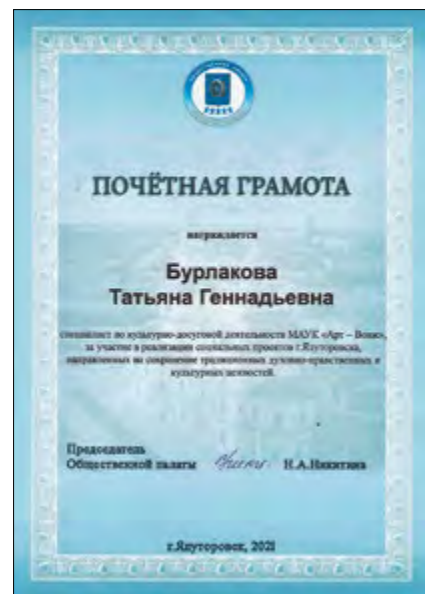 ПОЧЁТНАЯ ГРАМОТА
награждается
Бурлакова
Татьяна Геннадьевна
специалист по культурно-досуговой деятельности МАУК «Арт – Вояж»,
за участие в реализации социальных проектов г.Ялуторовска,
направленных на сохранение традиционных духовно-нравственных и
культурных ценностей.
Председатель
Общественной палаты Н.А.Никитина
г.Ялуторовск, 2021